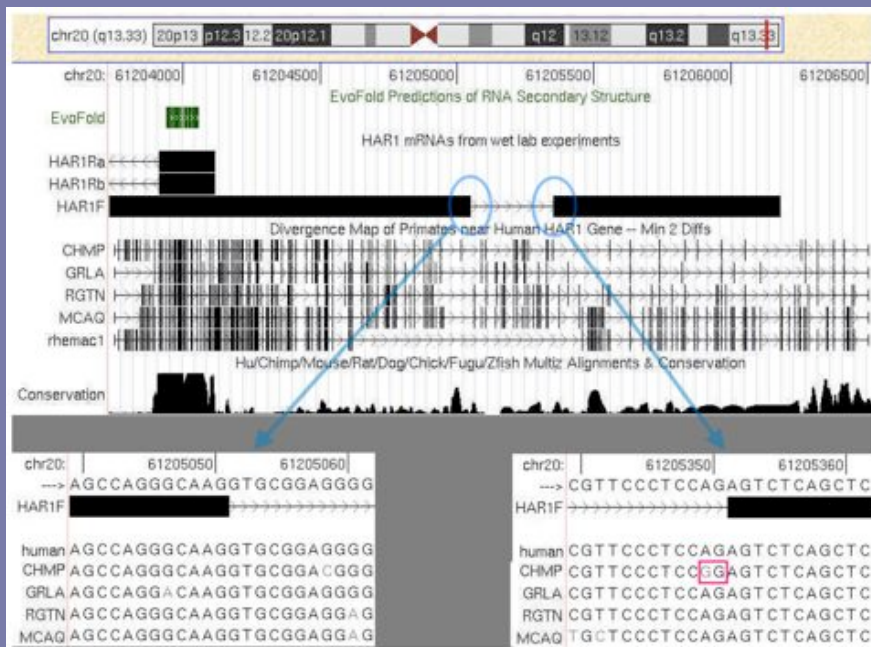 chr20 (q13.33) 20p13 p12.3 12.2 20p12.1 q12 13.12 q13.2 q13.33
chr20: 61204000 61204500 61205000 61205500 61206000 61206500
EvoFold Predictions of RNA Secondary Structure
EvoFold
HAR1 mRNAs from wet lab experiments
HAR1Ra
HAR1Rb
HAR1F
Divergence Map of Primates near Human HAR1 Gene -- Min 2 Diffs
CHMP
GRLA
RGTN
MCAQ
rhemac1
Hu/Chimp/Mouse/Rat/Dog/Chick/Fugu/Zfish Multiz Alignments & Conservation
Conservation
chr20: 61205050 61205060
---> AGCCAGGGCAAGGTGCGGAGGGG
HAR1F
human AGCCAGGGCAAGGTGCGGAGGGG
CHMP AGCCAGGGCAAGGTGCGGACGGG
GRLA AGCCAGGACAAGGTGCGGAGGGG
RGTN AGCCAGGGCAAGGTGCGGAGGAG
MCAQ AGCCAGGGCAAGGTGCGGAGGAG
chr20: 61205350 61205360
---> CGTTCCCTCCAGAGTCTCAGCTC
HAR1F
human CGTTCCCTCCAGAGTCTCAGCTC
CHMP CGTTCCCTCCGGAGTCTCAGCTC
GRLA CGTTCCCTCCAGAGTCTCAGCTC
RGTN CGTTCCCTCCAGAGTCTCAGCTC
MCAQ TGCTCCCTCCAGAGTCTCAGCTC